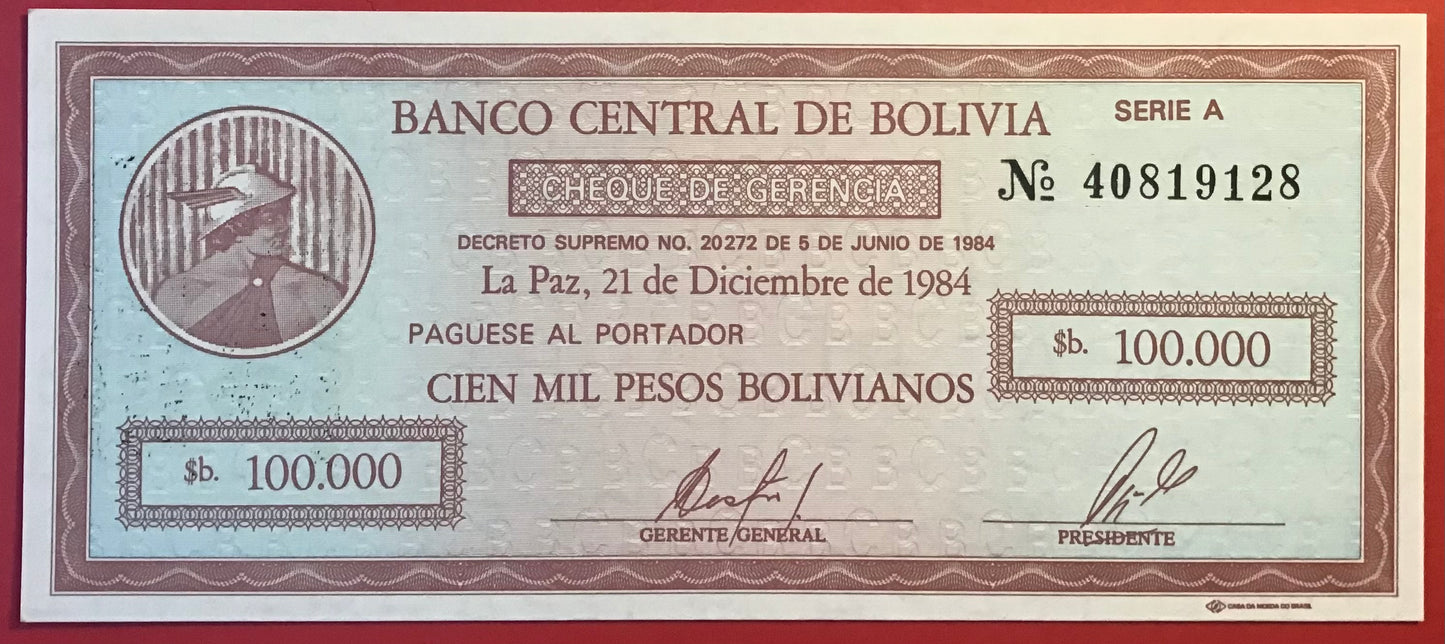 BANCO CENTRAL DE BOLIVIA
SERIE A
CHEQUE DE GERENCIA
Nº 40819128
DECRETO SUPREMO NO. 20272 DE 5 DE JUNIO DE 1984
La Paz, 21 de Diciembre de 1984
PAGUESE AL PORTADOR
$b. 100.000
CIEN MIL PESOS BOLIVIANOS
$b. 100.000
GERENTE GENERAL
PRESIDENTE
CASA DA MOEDA DO BRASIL